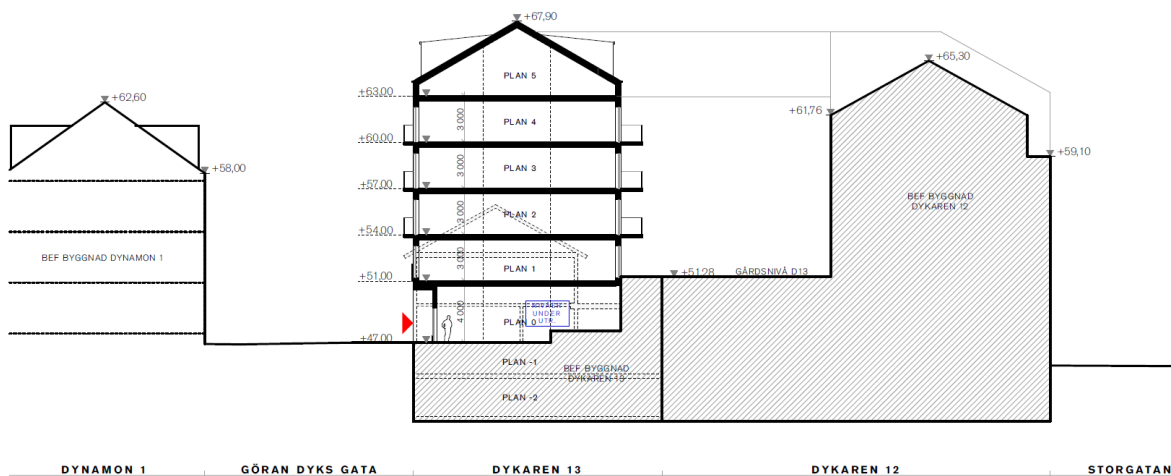 +67,90
PLAN 5
+65,30
+62,60
+63,00
+61,76
3 000
PLAN 4
+60,00
+59,10
+58,00
3 000
PLAN 3
+57,00
BEF BYGGNAD
DYKAREN 12
3 000
PLAN 2
+54,00
BEF BYGGNAD DYNAMON 1
3 000
PLAN 1
+51,28
GÅRDSNIVÅ D13
+51,00
4 000
UNDER
UTR.
PLAN 0
+47,00
PLAN -1
BEF BYGGNAD
DYKAREN 13
PLAN -2
DYNAMON 1
GÖRAN DYKS GATA
DYKAREN 13
DYKAREN 12
STORGATAN